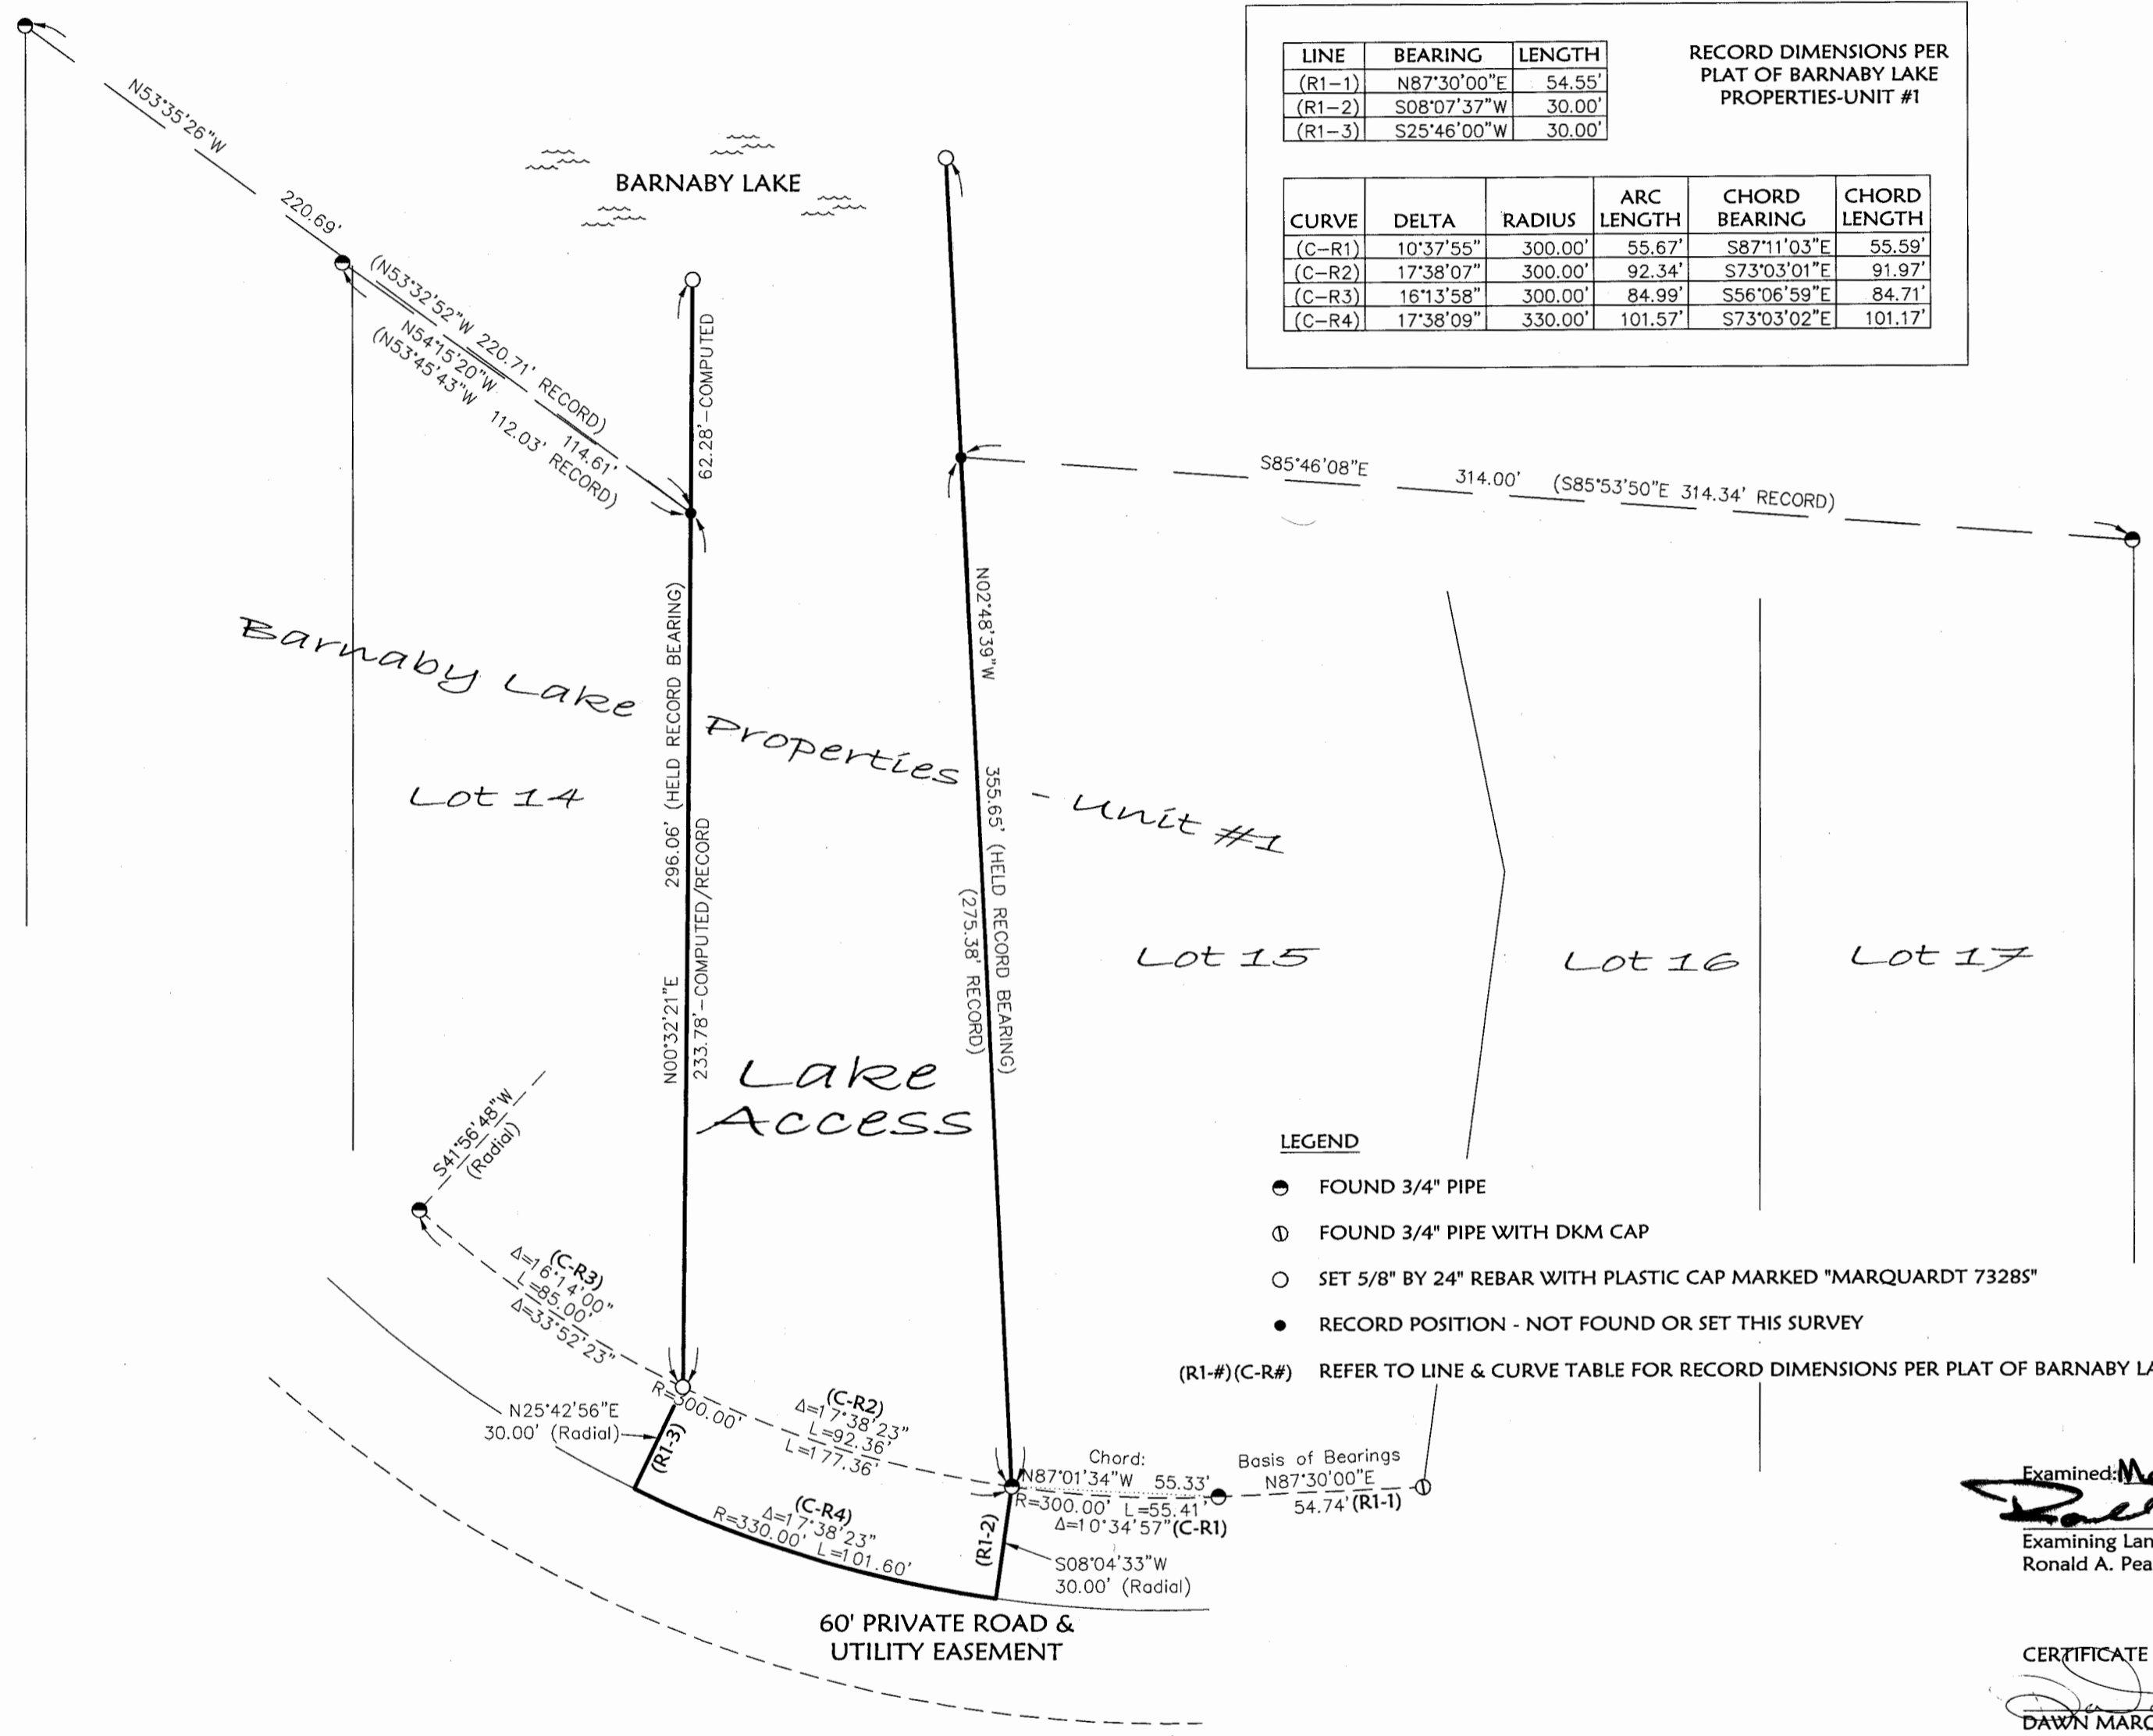 LINE BEARING LENGTH
(R1-1) N87°30'00"E 54.55'
(R1-2) S08°07'37"W 30.00'
(R1-3) S25°46'00"W 30.00'
RECORD DIMENSIONS PER
PLAT OF BARNABY LAKE
PROPERTIES-UNIT #1
CURVE DELTA RADIUS ARC LENGTH CHORD BEARING CHORD LENGTH
(C-R1) 10°37'55" 300.00' 55.67' S87°11'03"E 55.59'
(C-R2) 17°38'07" 300.00' 92.34' S73°03'01"E 91.97'
(C-R3) 16°13'58" 300.00' 84.99' S56°06'59"E 84.71'
(C-R4) 17°38'09" 330.00' 101.57' S73°03'02"E 101.17'
N53°35'26"W
220.69'
BARNABY LAKE
(N53°32'52"W 220.71' RECORD)
N54°15'20"W 114.61'
(N53°45'43"W 112.03' RECORD)
62.28'-COMPUTED
S85°46'08"E 314.00' (S85°53'50"E 314.34' RECORD)
N00°32'21"E 296.06' (HELD RECORD BEARING)
233.78'-COMPUTED/RECORD
N02°48'39"W 355.65' (HELD RECORD BEARING)
(275.38' RECORD)
Barnaby Lake Properties - Unit #1
Lot 14
Lot 15
Lot 16
Lot 17
Lake
Access
S41°56'48"W
(Radial)
LEGEND
FOUND 3/4" PIPE
FOUND 3/4" PIPE WITH DKM CAP
SET 5/8" BY 24" REBAR WITH PLASTIC CAP MARKED "MARQUARDT 7328S"
RECORD POSITION - NOT FOUND OR SET THIS SURVEY
(R1-#)(C-R#) REFER TO LINE & CURVE TABLE FOR RECORD DIMENSIONS PER PLAT OF BARNABY LA
(C-R3)
Δ=16°14'00"
L=85.00'
Δ=33°52'23"
R=300.00'
(C-R2)
Δ=17°38'23"
L=92.36'
L=177.36'
N25°42'56"E
30.00' (Radial)
(R1-3)
(C-R4)
Δ=17°38'23"
R=330.00' L=101.60'
(R1-2)
Chord:
N87°01'34"W 55.33'
R=300.00' L=55.41'
Δ=10°34'57"(C-R1)
Basis of Bearings
N87°30'00"E
54.74'(R1-1)
S08°04'33"W
30.00' (Radial)
60' PRIVATE ROAD &
UTILITY EASEMENT
Examined:
Examining Lan
Ronald A. Pea
CERTIFICATE
DAWN MARQ